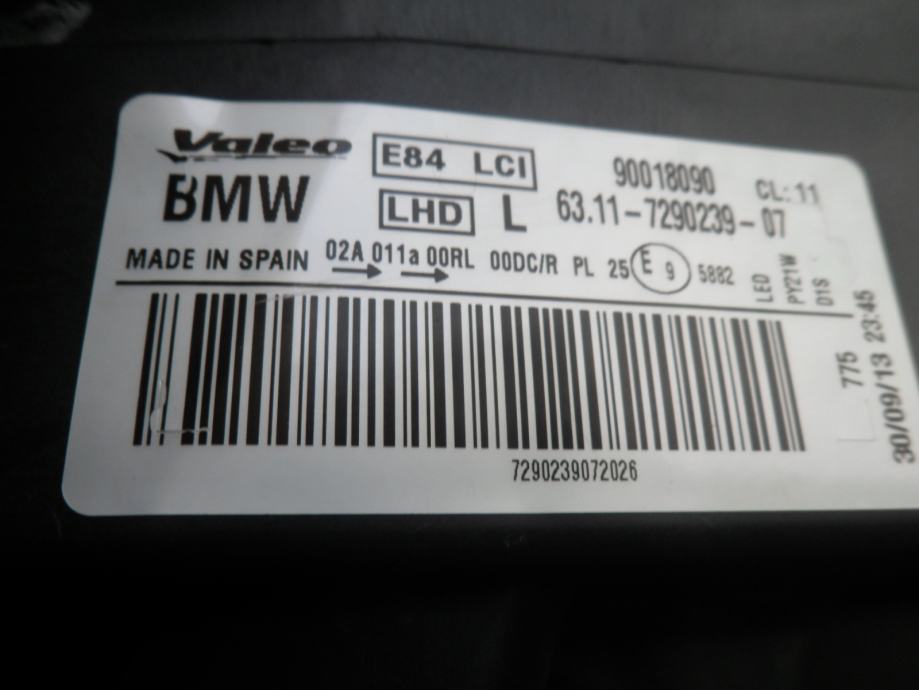 Valeo E84 LCI 90018090 CL: 11
BMW LHD L 63.11-7290239-07
MADE IN SPAIN 02A 011a 00RL 00DC/R PL 25 E 9 5882
LED
PY21W
D1S
7290239072026
775
30/09/13 23:45